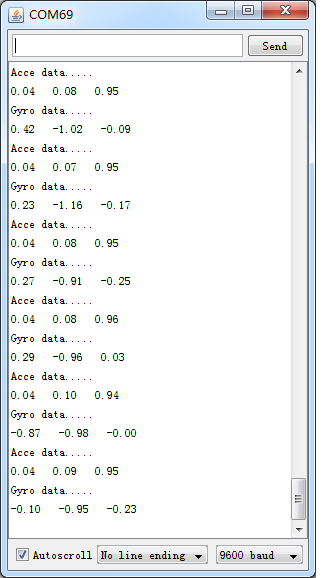 COM69
Send
Acce data.....
0.04   0.08   0.95
Gyro data.....
0.42   -1.02   -0.09
Acce data.....
0.04   0.07   0.95
Gyro data.....
0.23   -1.16   -0.17
Acce data.....
0.04   0.08   0.95
Gyro data.....
0.27   -0.91   -0.25
Acce data.....
0.04   0.08   0.96
Gyro data.....
0.29   -0.96   0.03
Acce data.....
0.04   0.10   0.94
Gyro data.....
-0.87   -0.98   -0.00
Acce data.....
0.04   0.09   0.95
Gyro data.....
-0.10   -0.95   -0.23
Autoscroll   No line ending   9600 baud